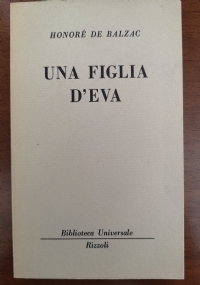 HONORÉ DE BALZAC
UNA FIGLIA
D'EVA
Biblioteca Universale
Rizzoli